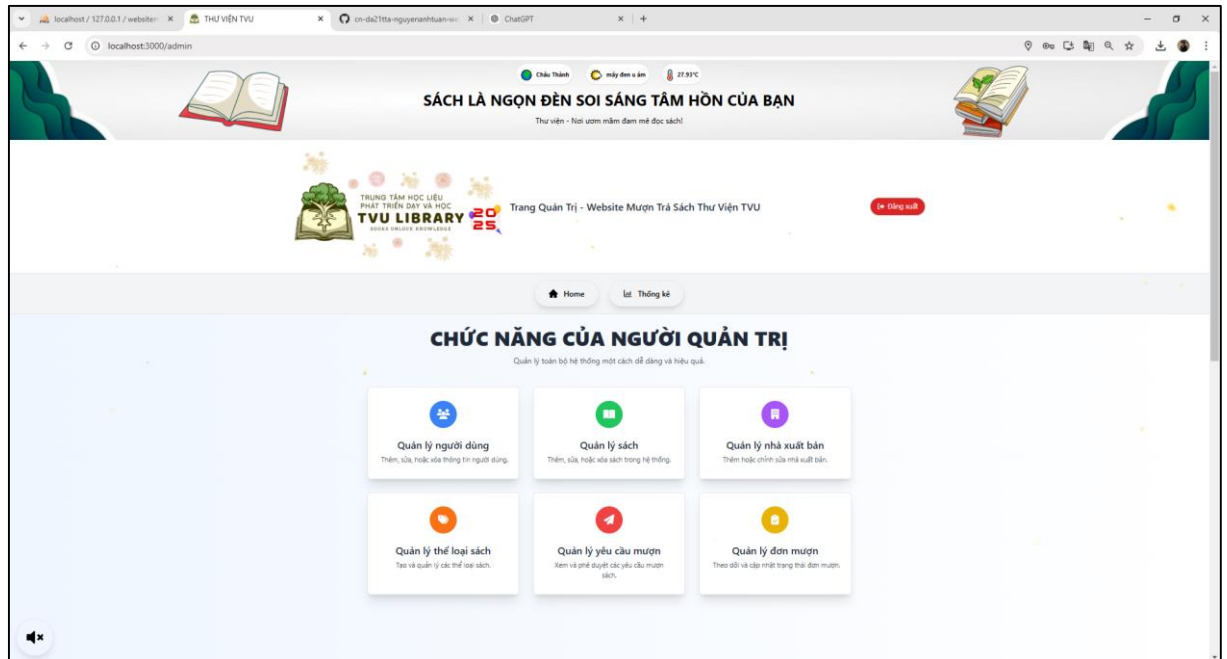 localhost / 127.0.0.1 / websitem
THƯ VIỆN TVU
cn-da21tta-nguyenanhtuan-we
ChatGPT
localhost:3000/admin
Châu Thành
mây đen u ám
27.93°C
SÁCH LÀ NGỌN ĐÈN SOI SÁNG TÂM HỒN CỦA BẠN
Thư viện - Nơi ươm mầm đam mê đọc sách!
TRUNG TÂM HỌC LIỆU
PHÁT TRIỂN DẠY VÀ HỌC
TVU LIBRARY
BOOKS UNLOCK KNOWLEDGE
2025
Trang Quản Trị - Website Mượn Trả Sách Thư Viện TVU
Đăng xuất
Home
Thống kê
CHỨC NĂNG CỦA NGƯỜI QUẢN TRỊ
Quản lý toàn bộ hệ thống một cách dễ dàng và hiệu quả.
Quản lý người dùng
Thêm, sửa, hoặc xóa thông tin người dùng.
Quản lý sách
Thêm, sửa, hoặc xóa sách trong hệ thống.
Quản lý nhà xuất bản
Thêm hoặc chỉnh sửa nhà xuất bản.
Quản lý thể loại sách
Tạo và quản lý các thể loại sách.
Quản lý yêu cầu mượn
Xem và phê duyệt các yêu cầu mượn
sách.
Quản lý đơn mượn
Theo dõi và cập nhật trạng thái đơn mượn.